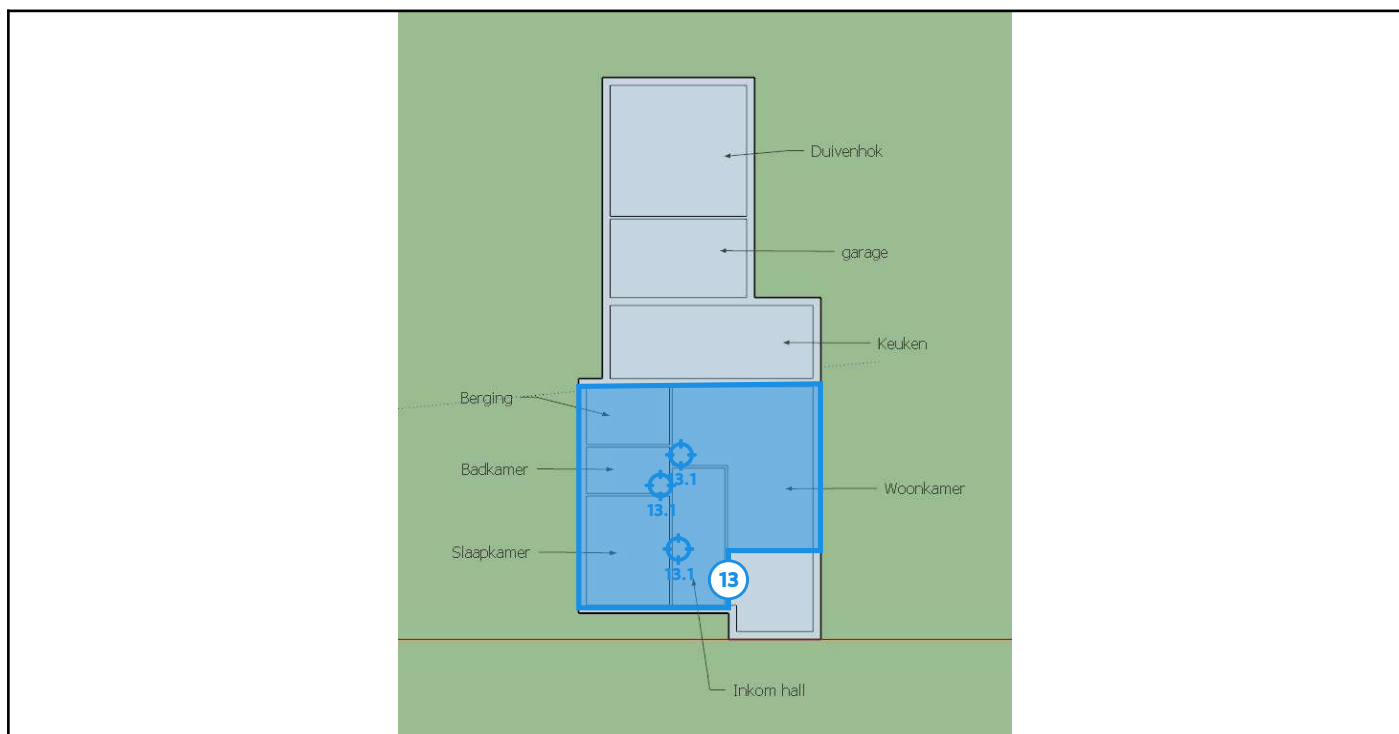 Duivenhok
garage
Keuken
Berging
Badkamer
13.1
13.1
Woonkamer
Slaapkamer
13.1
13
Inkom hall